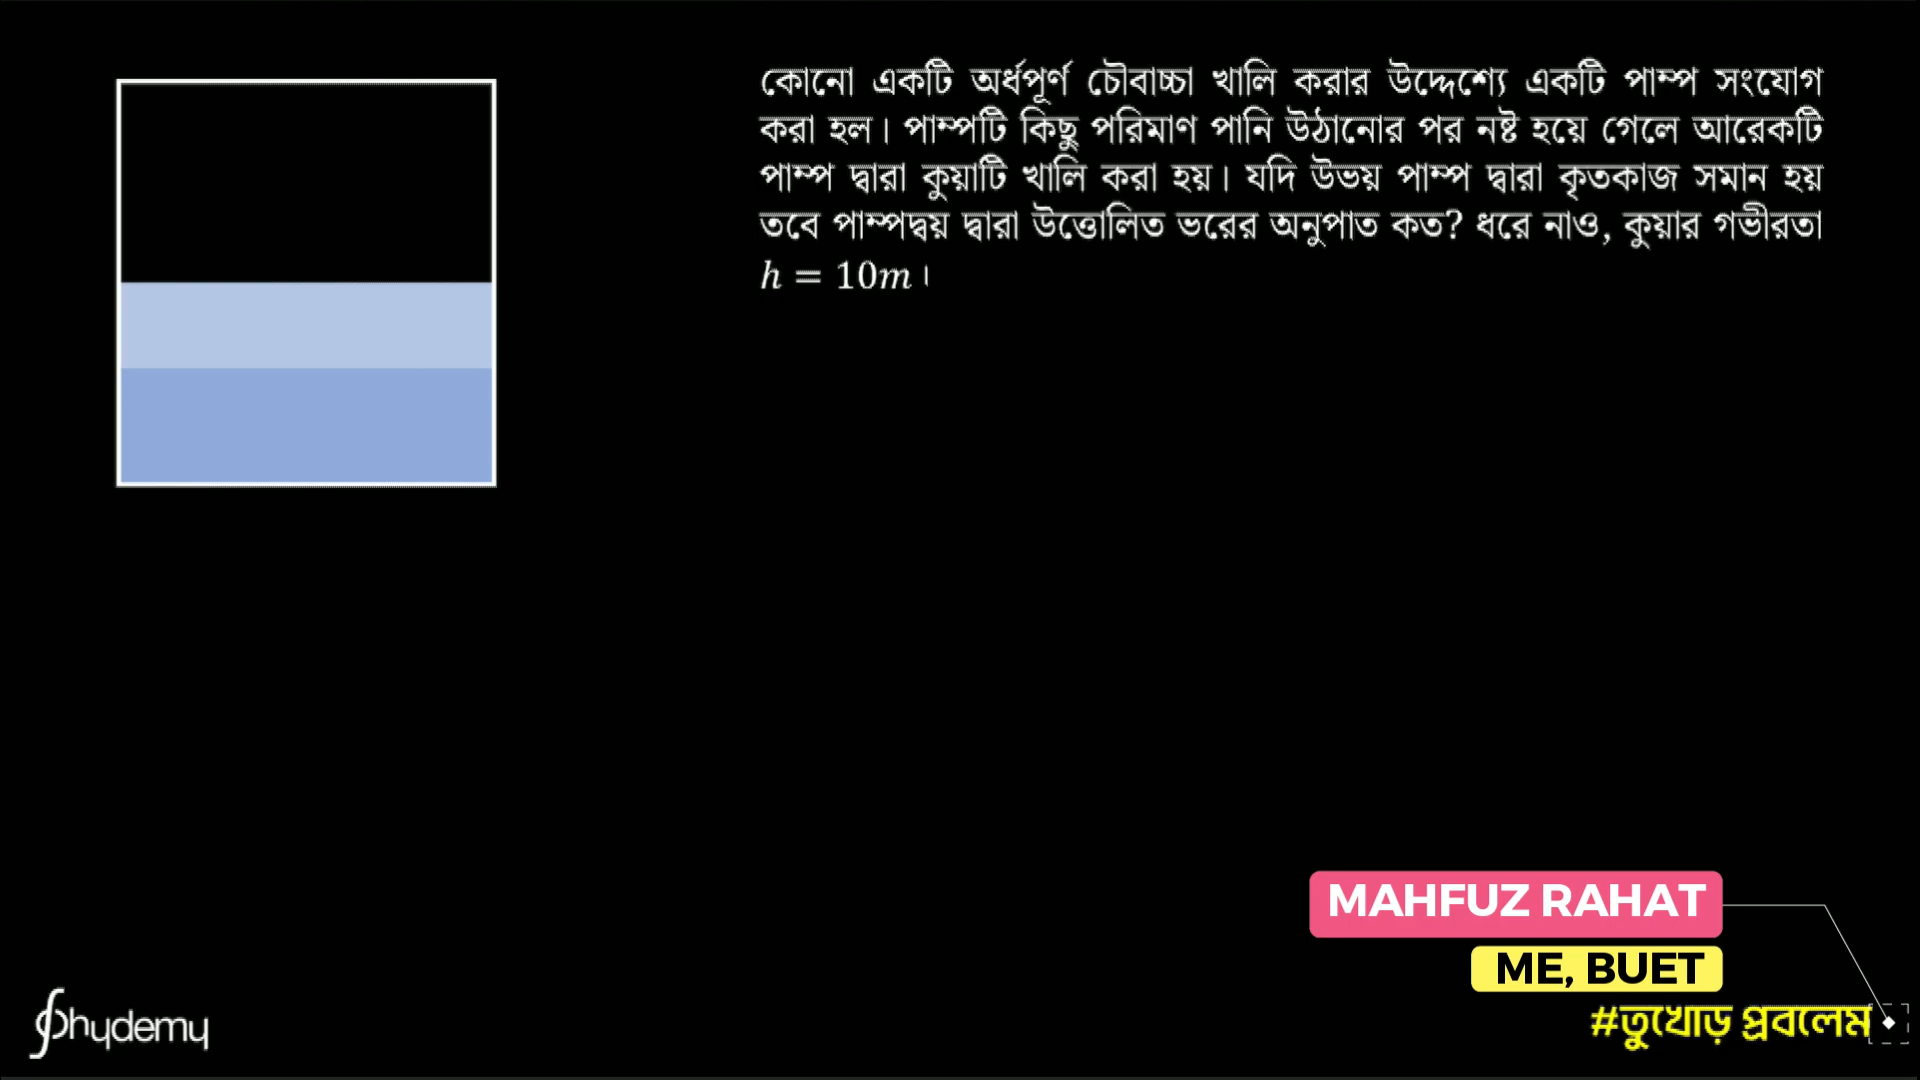 কোনো একটি অর্ধপূর্ণ চৌবাচ্চা খালি করার উদ্দেশ্যে একটি পাম্প সংযোগ
করা হল। পাম্পটি কিছু পরিমাণ পানি উঠানোর পর নষ্ট হয়ে গেলে আরেকটি
পাম্প দ্বারা কুয়াটি খালি করা হয়। যদি উভয় পাম্প দ্বারা কৃতকাজ সমান হয়
তবে পাম্পদ্বয় দ্বারা উত্তোলিত ভরের অনুপাত কত? ধরে নাও, কুয়ার গভীরতা
h = 10m।
MAHFUZ RAHAT
ME, BUET
#তুখোড় প্রবলেম
Phydemy